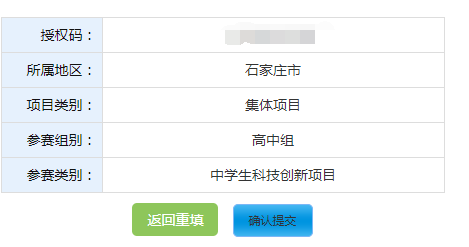 授权码：
所属地区： 石家庄市
项目类别： 集体项目
参赛组别： 高中组
参赛类别： 中学生科技创新项目
返回重填 确认提交